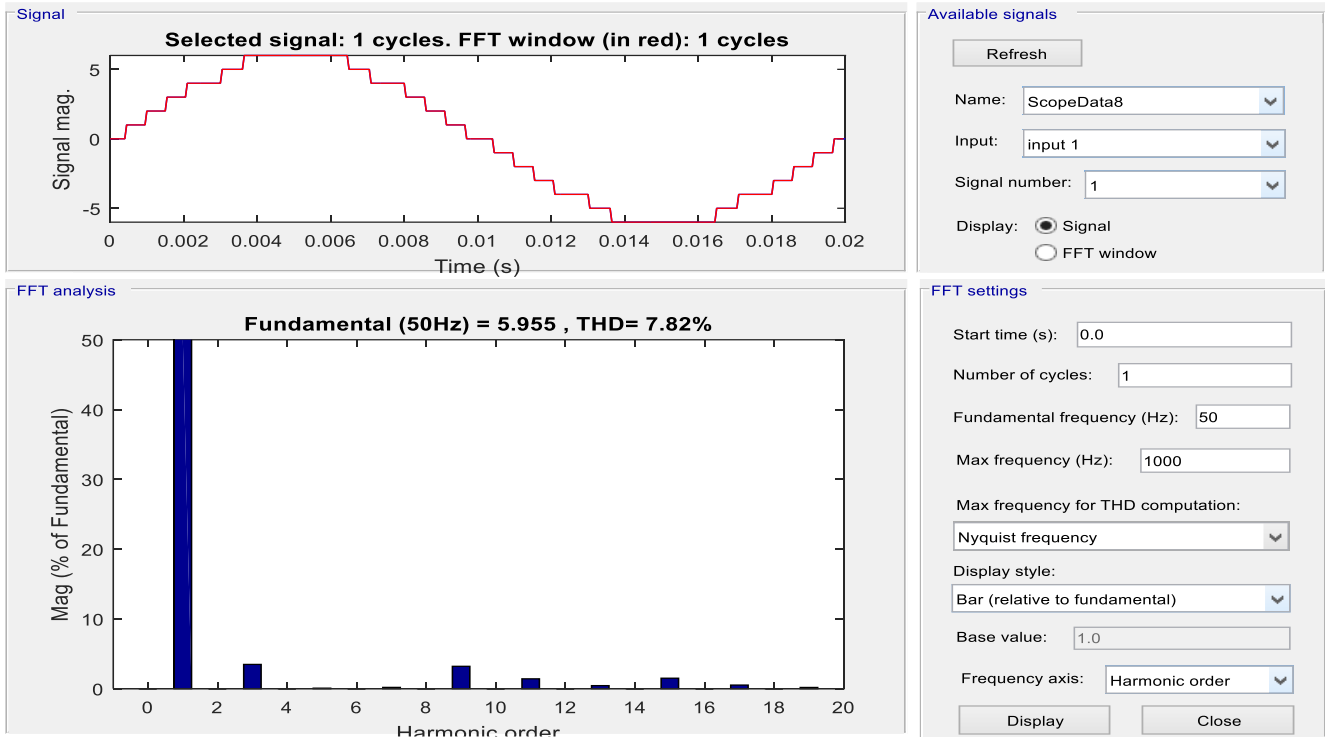 Signal
Selected signal: 1 cycles. FFT window (in red): 1 cycles
5
0
-5
Signal mag.
0 0.002 0.004 0.006 0.008 0.01 0.012 0.014 0.016 0.018 0.02
Time (s)
Available signals
Refresh
Name: ScopeData8
Input: input 1
Signal number: 1
Display: Signal
FFT window
FFT analysis
Fundamental (50Hz) = 5.955 , THD= 7.82%
50
40
30
20
10
0
Mag (% of Fundamental)
0 2 4 6 8 10 12 14 16 18 20
Harmonic order
FFT settings
Start time (s): 0.0
Number of cycles: 1
Fundamental frequency (Hz): 50
Max frequency (Hz): 1000
Max frequency for THD computation:
Nyquist frequency
Display style:
Bar (relative to fundamental)
Base value: 1.0
Frequency axis: Harmonic order
Display Close